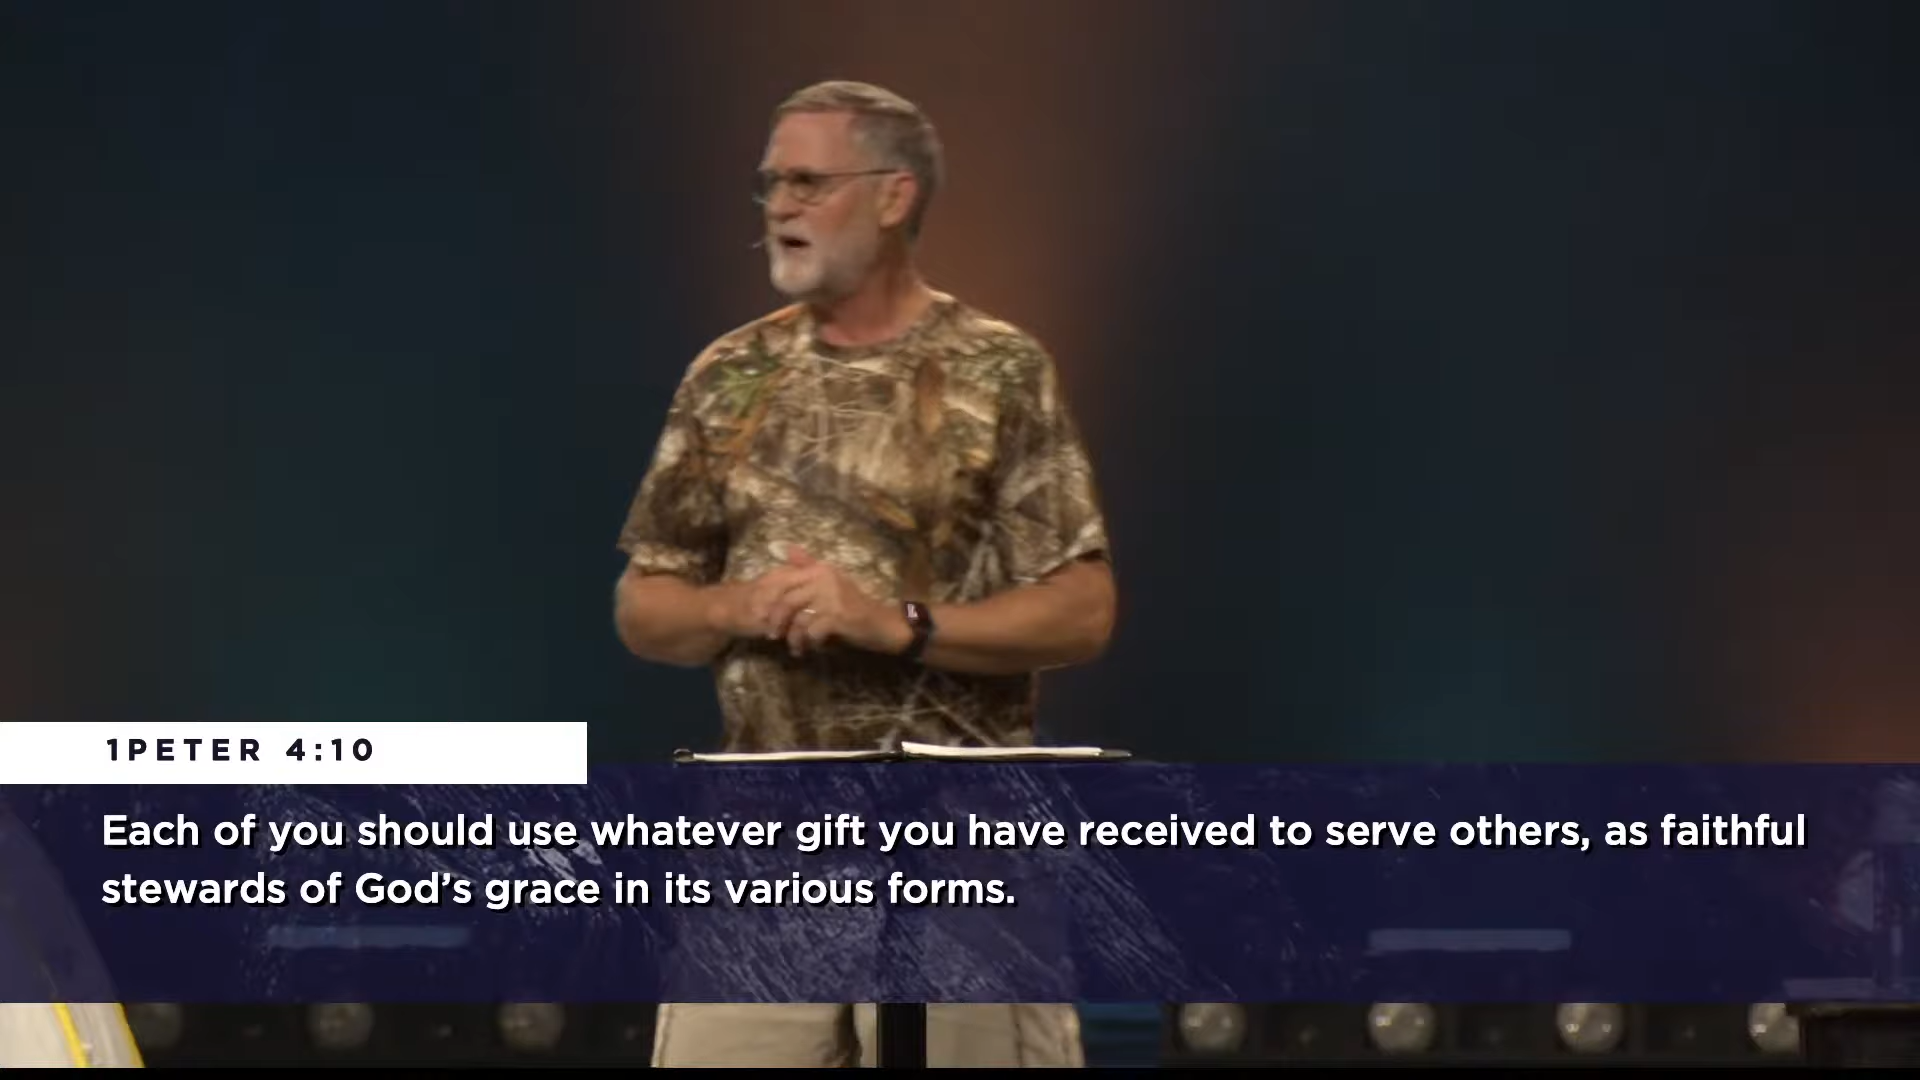 1PETER 4:10
Each of you should use whatever gift you have received to serve others, as faithful
stewards of God’s grace in its various forms.